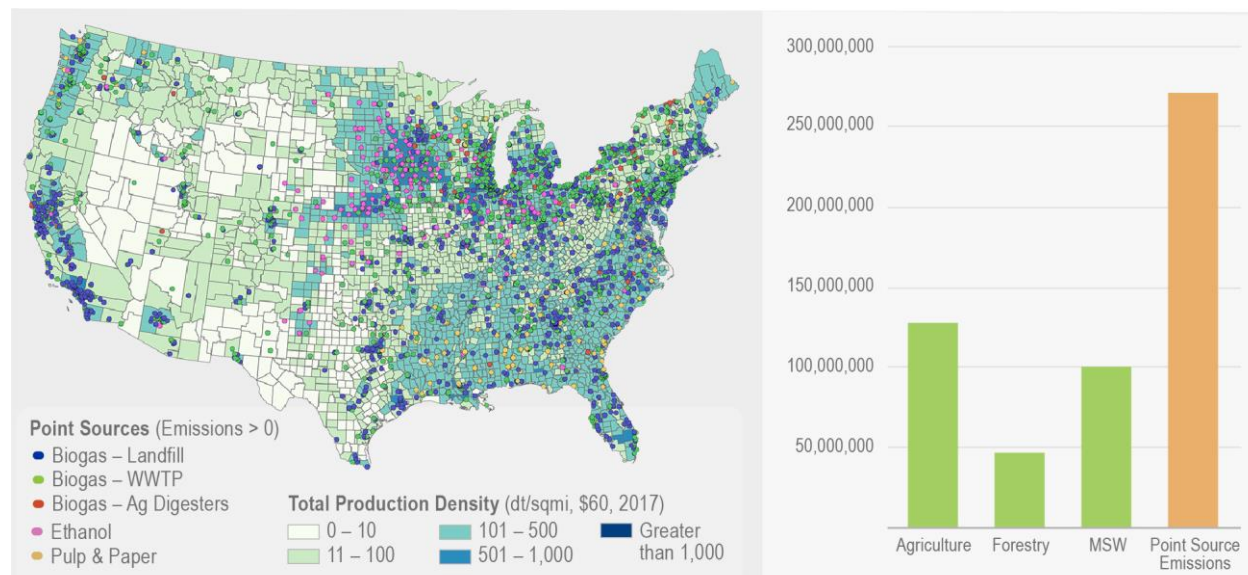 Point Sources (Emissions > 0)
Biogas – Landfill
Biogas – WWTP
Biogas – Ag Digesters
Ethanol
Pulp & Paper
Total Production Density (dt/sqmi, $60, 2017)
0 – 10
11 – 100
101 – 500
501 – 1,000
Greater
than 1,000
300,000,000
250,000,000
200,000,000
150,000,000
100,000,000
50,000,000
Agriculture
Forestry
MSW
Point Source
Emissions